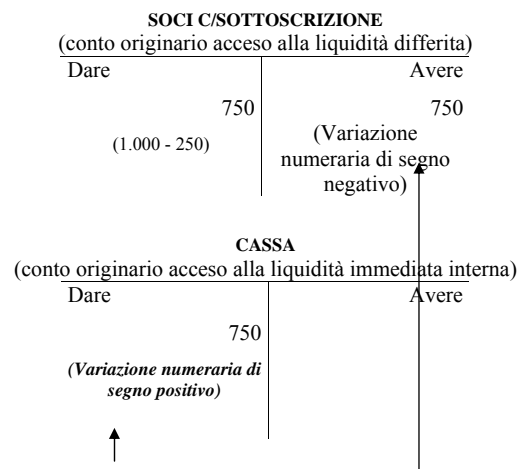 SOCI C/SOTTOSCRIZIONE
(conto originario acceso alla liquidità differita)
Dare Avere
750 750
(1.000 - 250) (Variazione
numeraria di segno
negativo)
CASSA
(conto originario acceso alla liquidità immediata interna)
Dare Avere
750
(Variazione numeraria di
segno positivo)